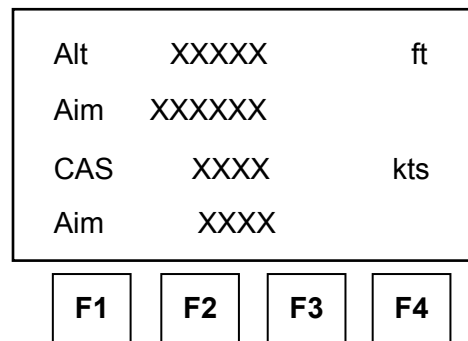 Alt XXXXX ft
Aim XXXXXX
CAS XXXX kts
Aim XXXX
F1 F2 F3 F4